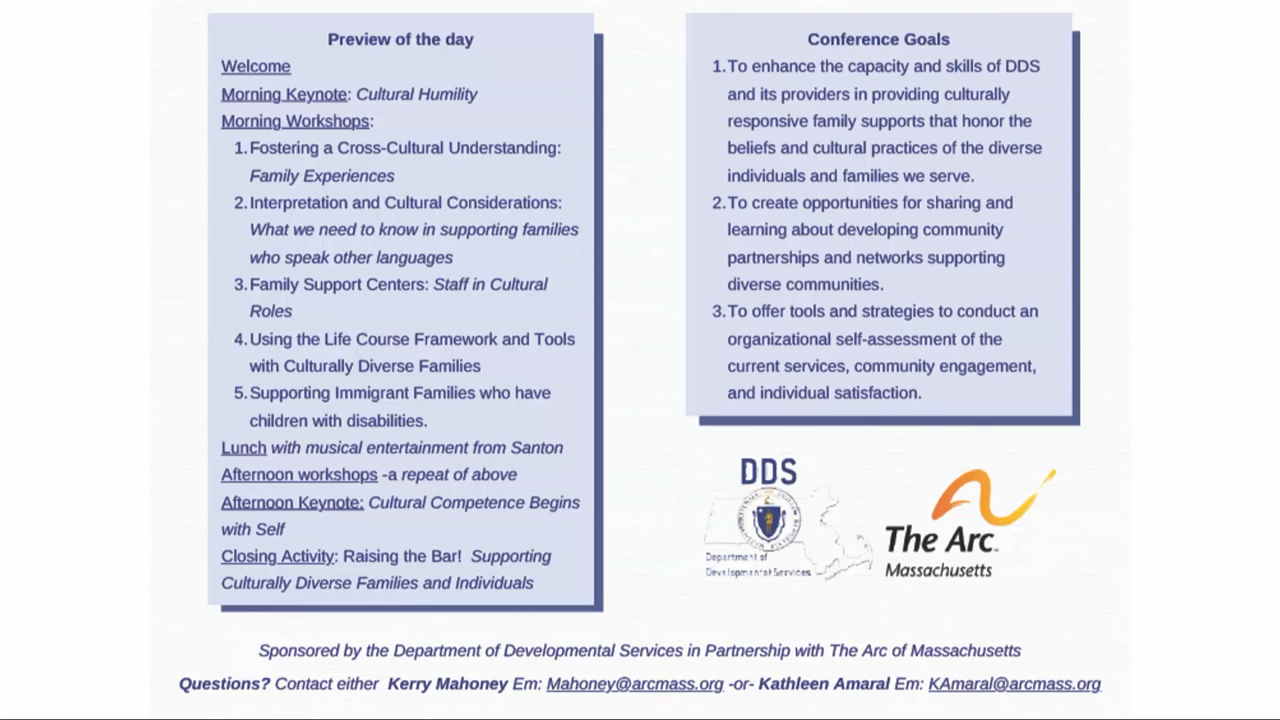 Preview of the day
Welcome
Morning Keynote: Cultural Humility
Morning Workshops:
1. Fostering a Cross-Cultural Understanding:
Family Experiences
2. Interpretation and Cultural Considerations:
What we need to know in supporting families
who speak other languages
3. Family Support Centers: Staff in Cultural
Roles
4. Using the Life Course Framework and Tools
with Culturally Diverse Families
5. Supporting Immigrant Families who have
children with disabilities.
Lunch with musical entertainment from Santon
Afternoon workshops -a repeat of above
Afternoon Keynote: Cultural Competence Begins
with Self
Closing Activity: Raising the Bar! Supporting
Culturally Diverse Families and Individuals
Conference Goals
1. To enhance the capacity and skills of DDS
and its providers in providing culturally
responsive family supports that honor the
beliefs and cultural practices of the diverse
individuals and families we serve.
2. To create opportunities for sharing and
learning about developing community
partnerships and networks supporting
diverse communities.
3. To offer tools and strategies to conduct an
organizational self-assessment of the
current services, community engagement,
and individual satisfaction.
DDS
Department of
Developmental Services
The Arc™
Massachusetts
Sponsored by the Department of Developmental Services in Partnership with The Arc of Massachusetts
Questions? Contact either Kerry Mahoney Em: Mahoney@arcmass.org -or- Kathleen Amaral Em: KAmaral@arcmass.org